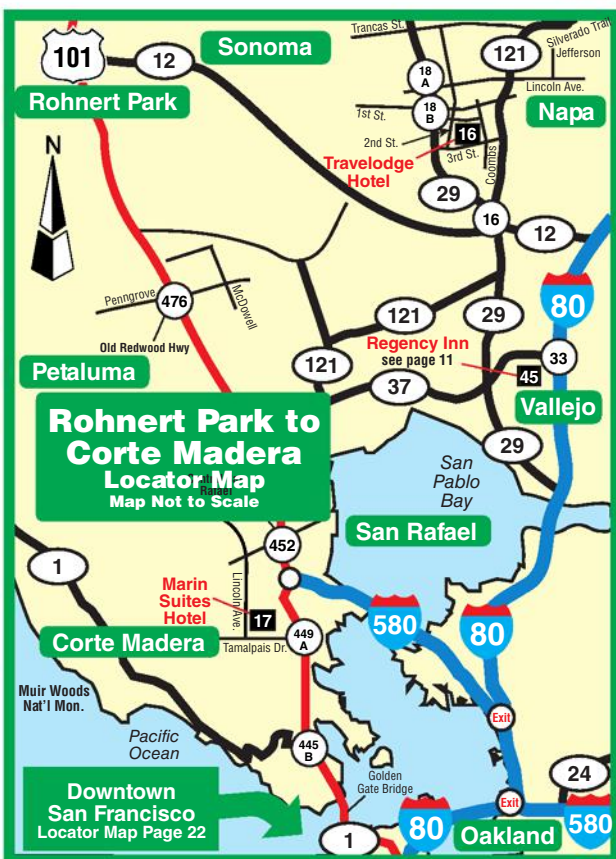 Trancas St.
Silverado Trail
Sonoma
101
12
121
Jefferson
18
A
Lincoln Ave.
Rohnert Park
1st St.
18
B
Napa
2nd St.
16
3rd St.
Coombs
N
Travelodge
Hotel
29
16
12
80
Penngrove
476
McDowell
121
29
Old Redwood Hwy
Regency Inn
see page 11
33
121
45
Petaluma
37
Vallejo
Rohnert Park to
Corte Madera
Locator Map
Map Not to Scale
Rafael
29
San
Pablo
Bay
San Rafael
452
1
Lincoln Ave.
Marin
Suites
Hotel
17
580
80
449
A
Corte Madera
Tamalpais Dr.
Muir Woods
Nat'l Mon.
Pacific
Ocean
445
B
Exit
Golden
Gate Bridge
24
Downtown
San Francisco
Locator Map Page 22
Exit
1
80
Oakland
580